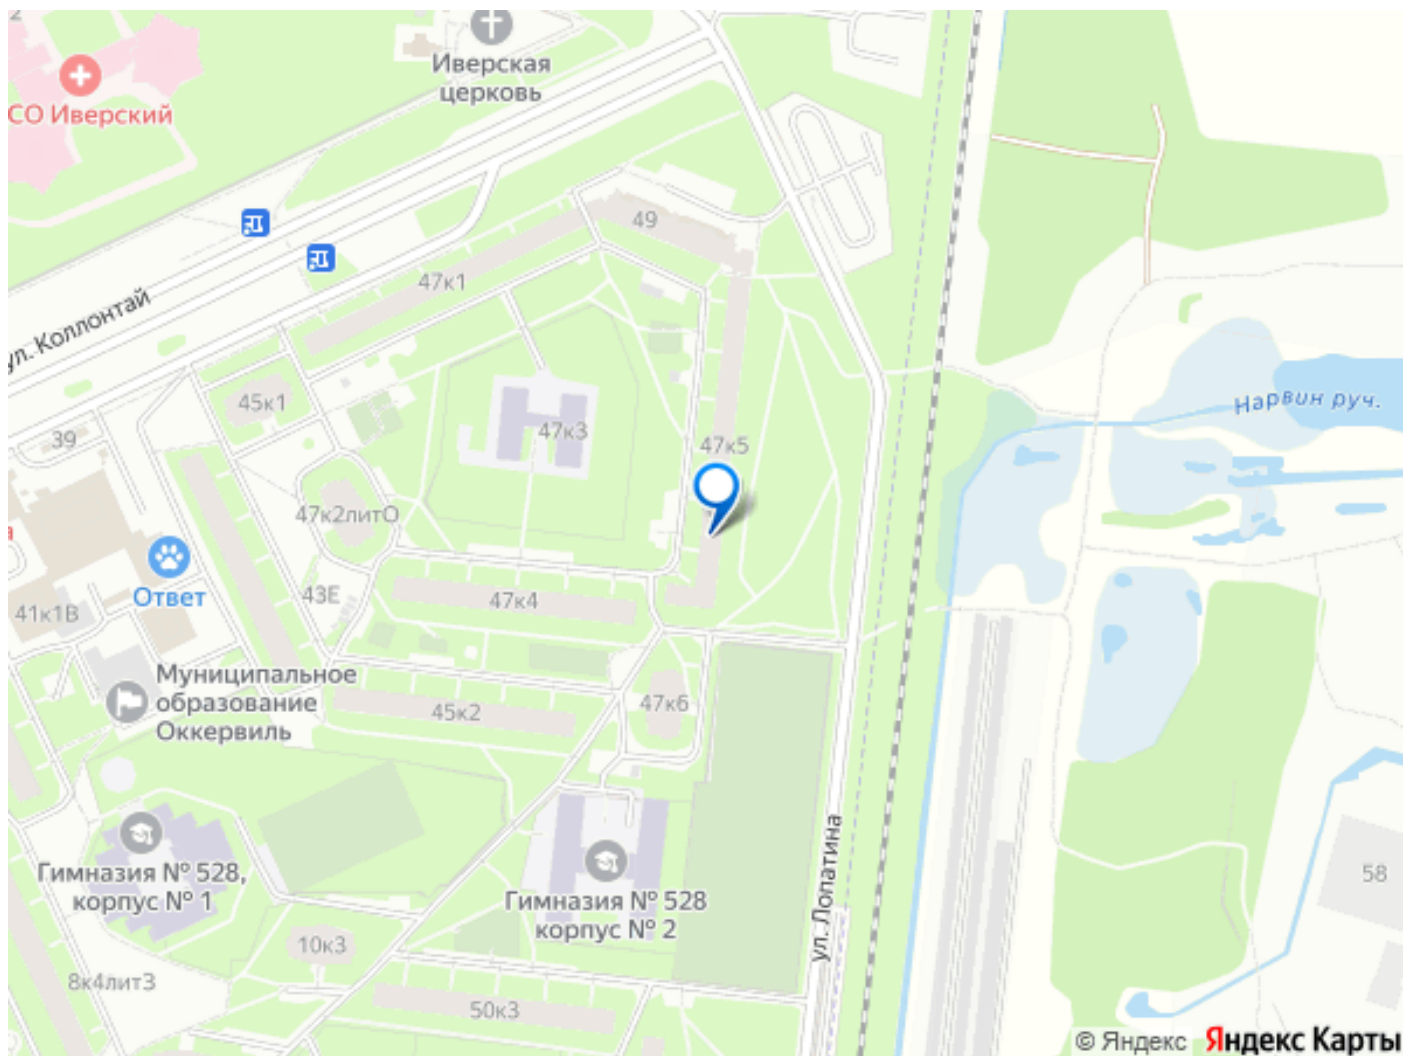 2
Иверская
церковь
СО Иверский
49
47к1
ул. Коллонтай
45к1
39
47к3
47к5
Нарвин руч.
47к2литО
а
Ответ
43Е
47к4
41к1В
Муниципальное
образование
Оккервиль
45к2
47к6
Гимназия № 528,
корпус № 1
Гимназия № 528
корпус № 2
ул. Лопатина
58
10к3
8к4литЗ
50к3
© Яндекс Яндекс Карты